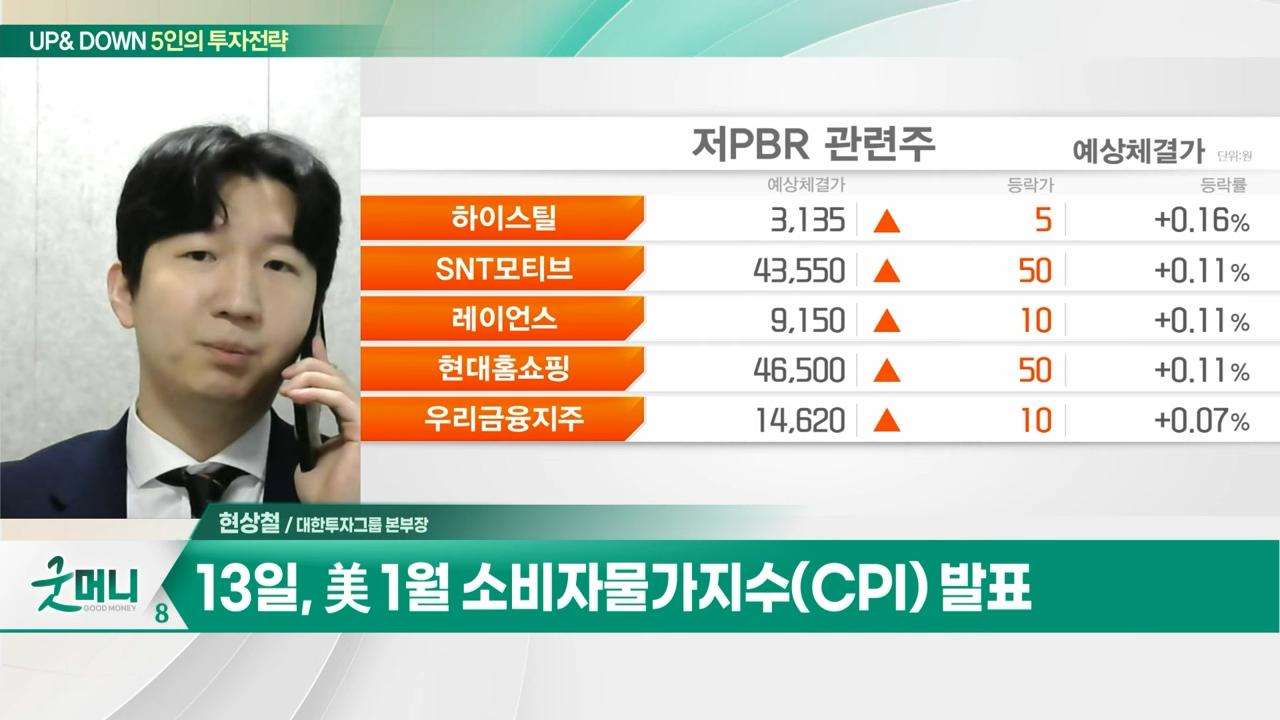 UP& DOWN 5인의 투자전략
저PBR 관련주 예상체결가 단위:원
예상체결가 등락가 등락률
하이스틸 3,135 ▲ 5 +0.16%
SNT모티브 43,550 ▲ 50 +0.11%
레이언스 9,150 ▲ 10 +0.11%
현대홈쇼핑 46,500 ▲ 50 +0.11%
우리금융지주 14,620 ▲ 10 +0.07%
현상철 / 대한투자그룹 본부장
굿머니 GOOD MONEY 8
13일, 美 1월 소비자물가지수(CPI) 발표